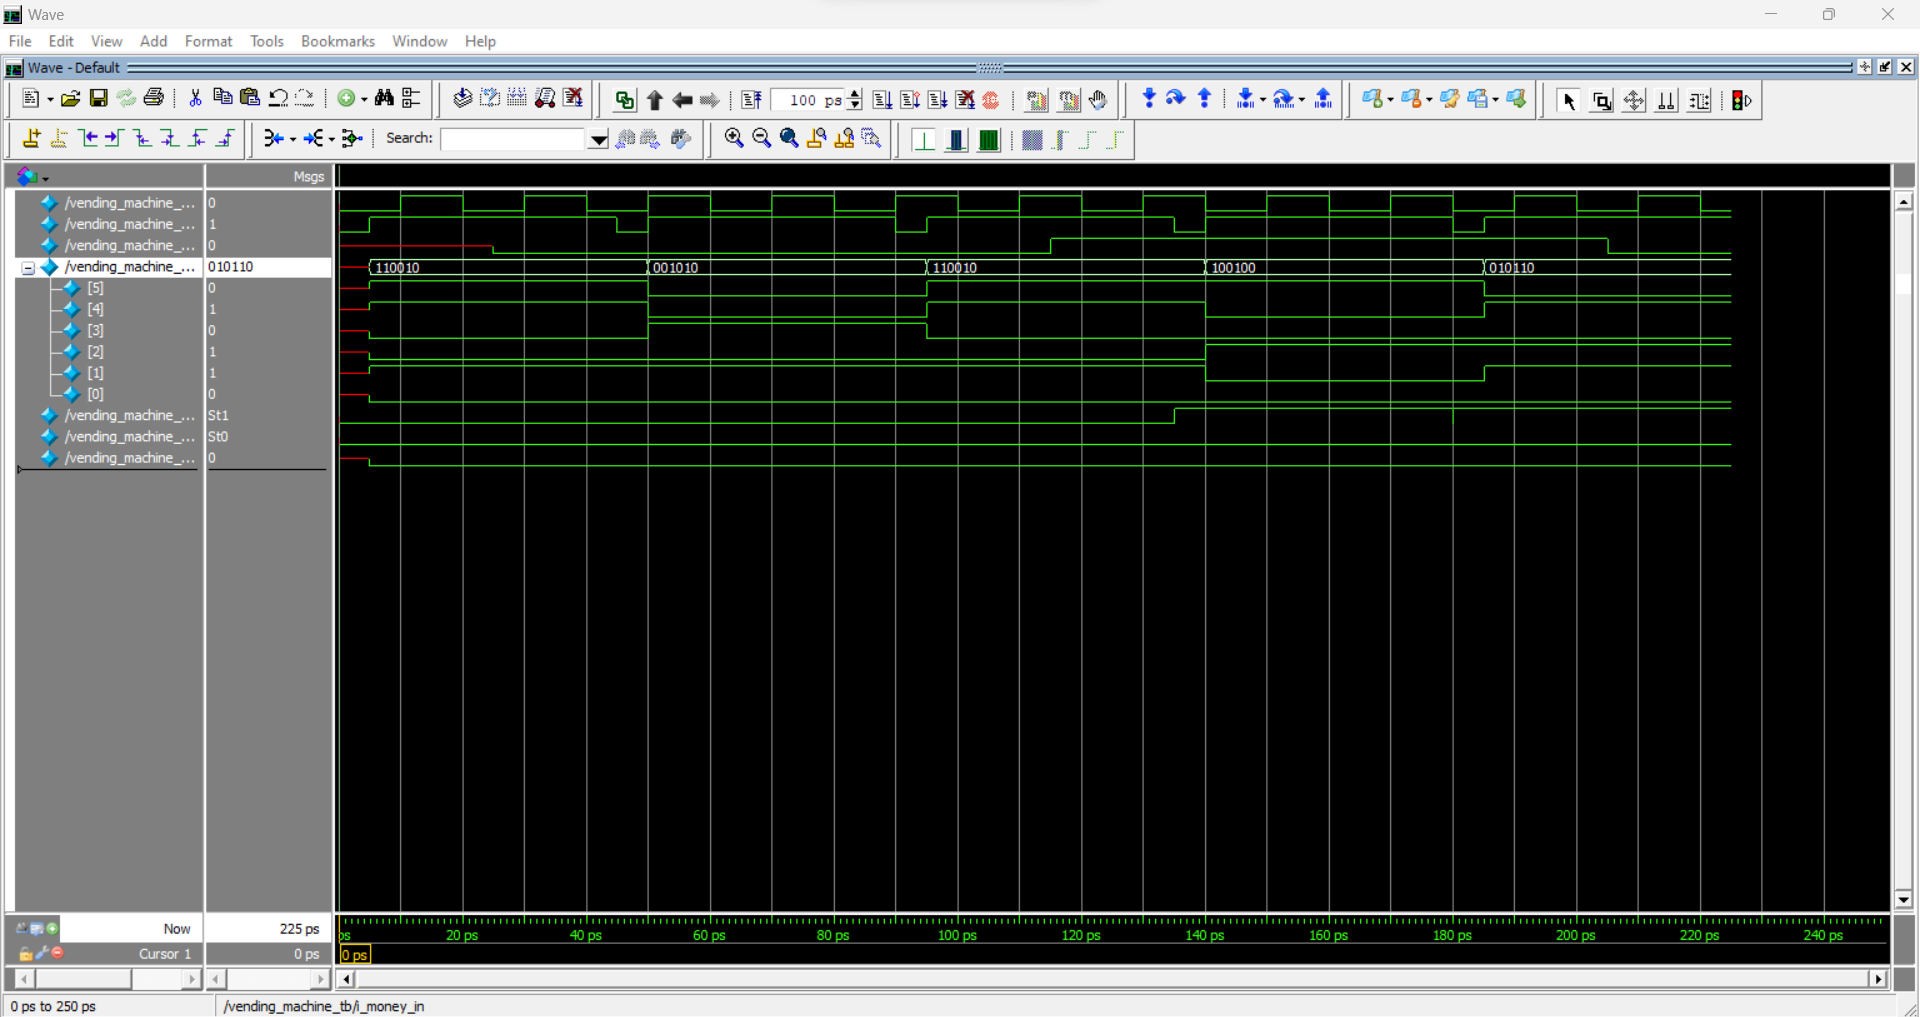 Wave
File Edit View Add Format Tools Bookmarks Window Help
Wave - Default
100 ps
Search:
Msgs
/vending_machine_... 0
/vending_machine_... 1
/vending_machine_... 0
/vending_machine_... 010110 110010 001010 110010 100100 010110
[5] 0
[4] 1
[3] 0
[2] 1
[1] 1
[0] 0
/vending_machine_... St1
/vending_machine_... St0
/vending_machine_... 0
Now 225 ps
ps 20 ps 40 ps 60 ps 80 ps 100 ps 120 ps 140 ps 160 ps 180 ps 200 ps 220 ps 240 ps
Cursor 1 0 ps 0 ps
0 ps to 250 ps /vending_machine_tb/i_money_in